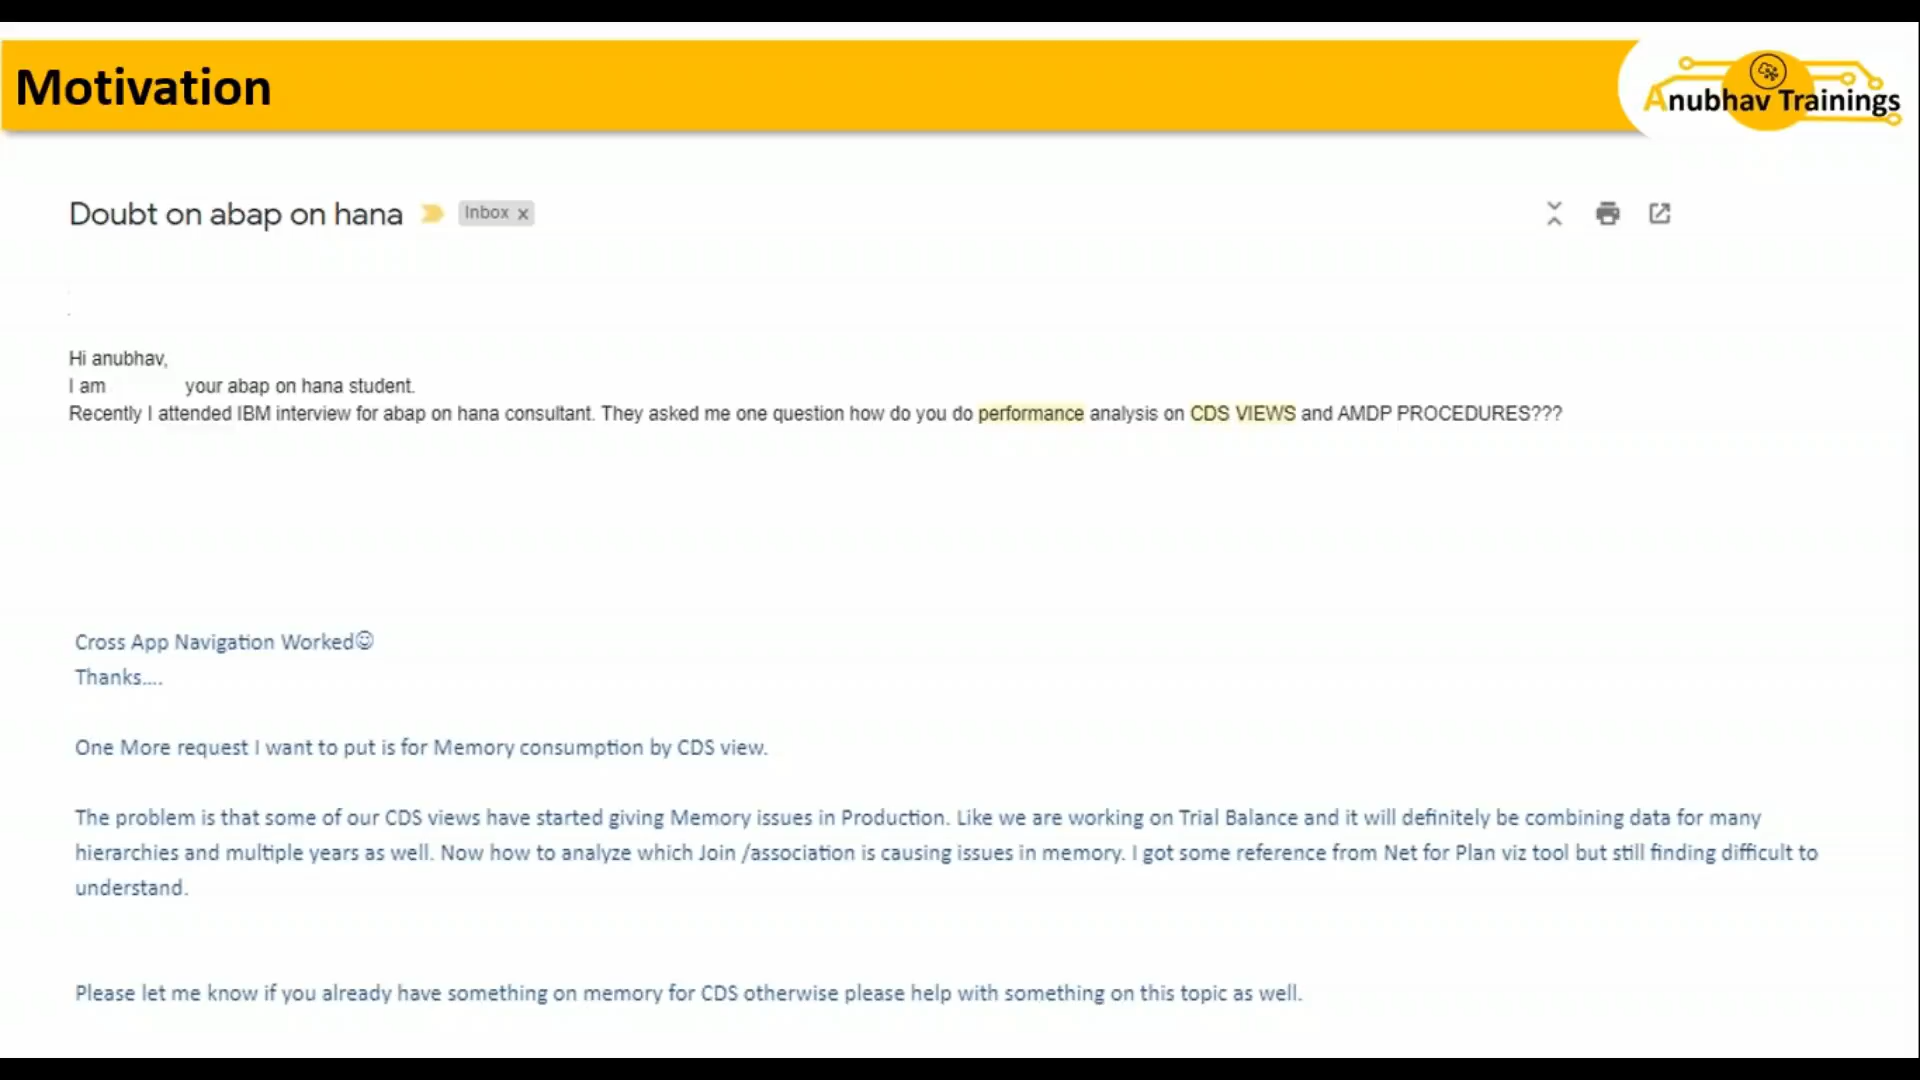 Motivation
Anubhav Trainings
Doubt on abap on hana
Inbox x
Hi anubhav,
I am your abap on hana student.
Recently I attended IBM interview for abap on hana consultant. They asked me one question how do you do performance analysis on CDS VIEWS and AMDP PROCEDURES???
Cross App Navigation Worked☺
Thanks....
One More request I want to put is for Memory consumption by CDS view.
The problem is that some of our CDS views have started giving Memory issues in Production. Like we are working on Trial Balance and it will definitely be combining data for many
hierarchies and multiple years as well. Now how to analyze which Join /association is causing issues in memory. I got some reference from Net for Plan viz tool but still finding difficult to
understand.
Please let me know if you already have something on memory for CDS otherwise please help with something on this topic as well.